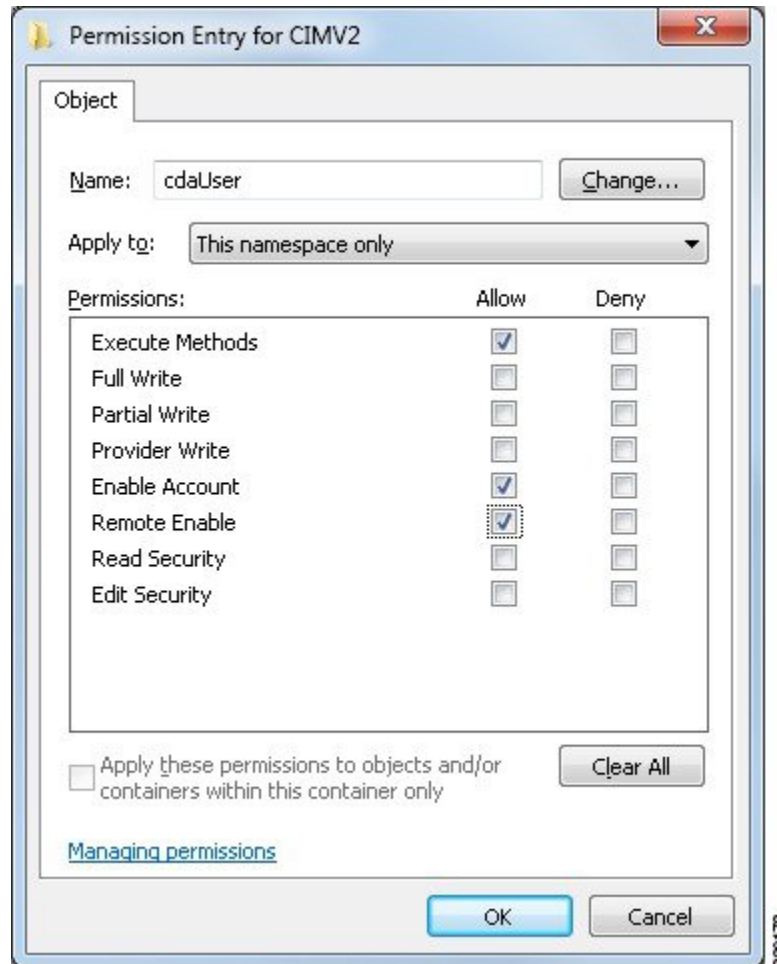 Permission Entry for CIMV2
Object
Name: cdaUser Change...
Apply to: This namespace only
Permissions: Allow Deny
Execute Methods
Full Write
Partial Write
Provider Write
Enable Account
Remote Enable
Read Security
Edit Security
Apply these permissions to objects and/or
containers within this container only
Clear All
Managing permissions
OK Cancel